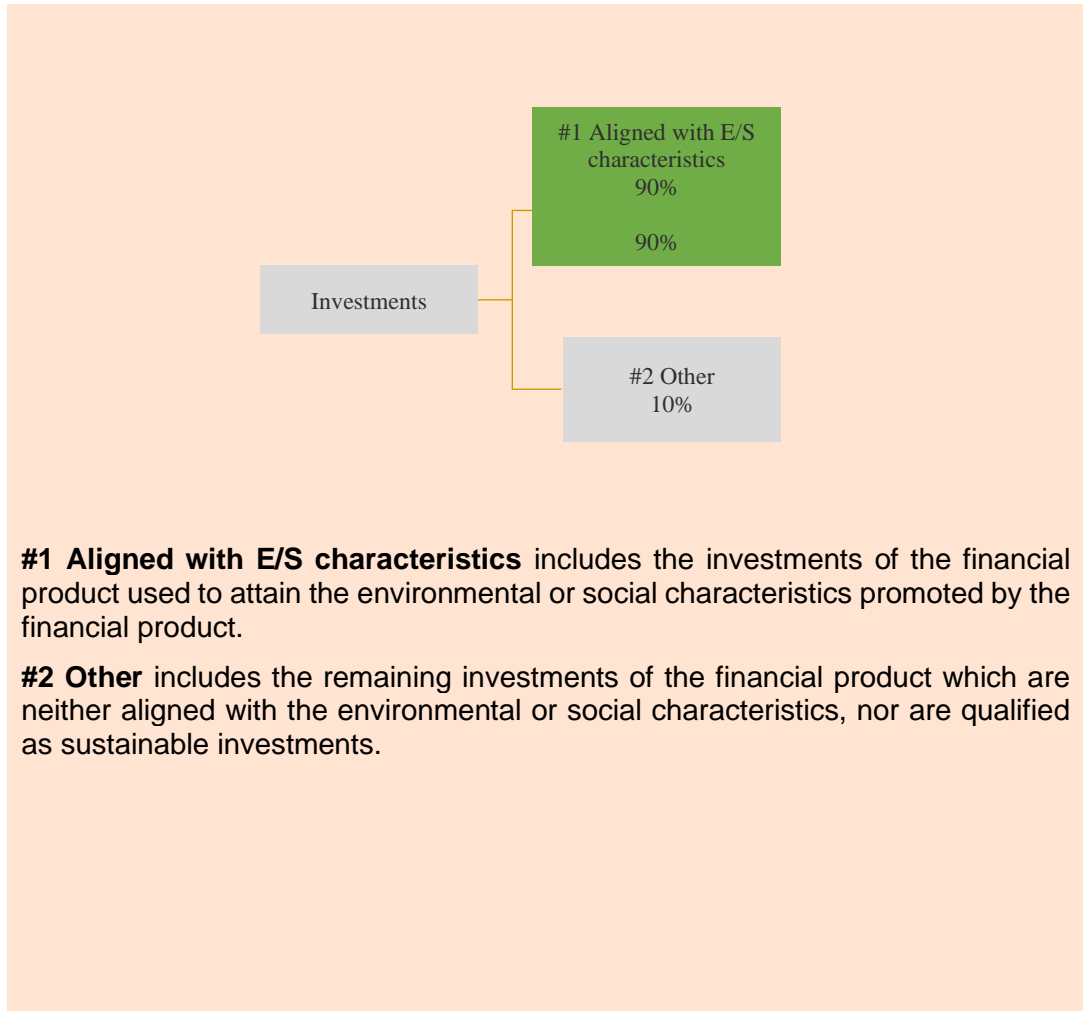 #1 Aligned with E/S
characteristics
90%
90%
Investments
#2 Other
10%
#1 Aligned with E/S characteristics includes the investments of the financial
product used to attain the environmental or social characteristics promoted by the
financial product.
#2 Other includes the remaining investments of the financial product which are
neither aligned with the environmental or social characteristics, nor are qualified
as sustainable investments.